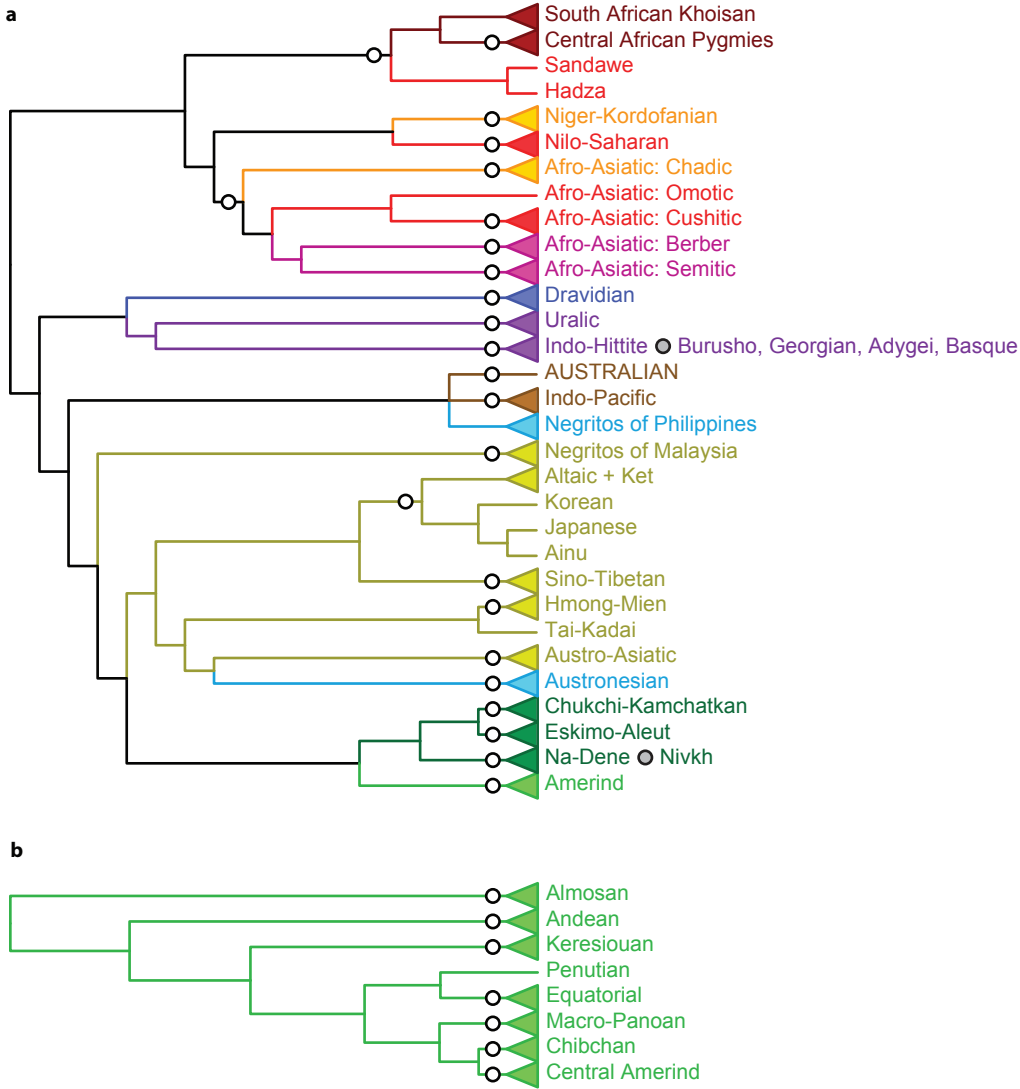 a
South African Khoisan
Central African Pygmies
Sandawe
Hadza
Niger-Kordofanian
Nilo-Saharan
Afro-Asiatic: Chadic
Afro-Asiatic: Omotic
Afro-Asiatic: Cushitic
Afro-Asiatic: Berber
Afro-Asiatic: Semitic
Dravidian
Uralic
Indo-Hittite Burusho, Georgian, Adygei, Basque
AUSTRALIAN
Indo-Pacific
Negritos of Philippines
Negritos of Malaysia
Altaic + Ket
Korean
Japanese
Ainu
Sino-Tibetan
Hmong-Mien
Tai-Kadai
Austro-Asiatic
Austronesian
Chukchi-Kamchatkan
Eskimo-Aleut
Na-Dene Nivkh
Amerind
b
Almosan
Andean
Keresiouan
Penutian
Equatorial
Macro-Panoan
Chibchan
Central Amerind